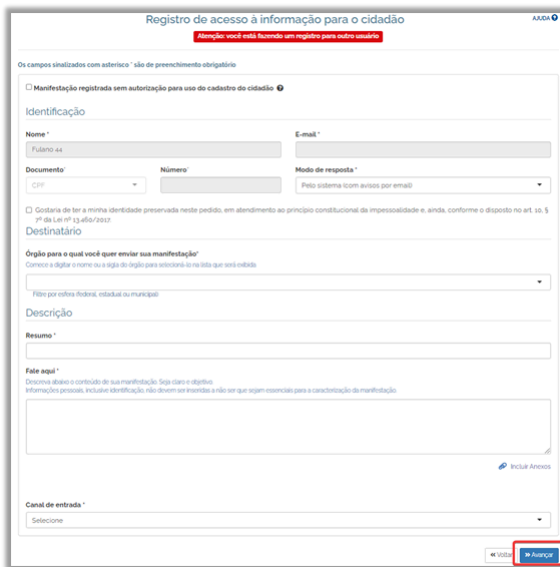 Registro de acesso à informação para o cidadão
AJUDA
Atenção: você está fazendo um registro para outro usuário
Os campos sinalizados com asterisco * são de preenchimento obrigatório
Manifestação registrada sem autorização para uso do cadastro do cidadão
Identificação
Nome * E-mail *
Fulano 44
Documento * Número * Modo de resposta *
CPF Pelo sistema (com avisos por email)
Gostaria de ter a minha identidade preservada neste pedido, em atendimento ao princípio constitucional da impessoalidade e, ainda, conforme o disposto no art. 10, §
7º da Lei nº 13.460/2017.
Destinatário
Órgão para o qual você quer enviar sua manifestação*
Comece a digitar o nome ou a sigla do órgão para selecioná-lo na lista que será exibida.
Filtre por esfera (federal, estadual ou municipal)
Descrição
Resumo *
Fale aqui *
Descreva abaixo o conteúdo de sua manifestação. Seja claro e objetivo.
Informações pessoais, inclusive identificação, não devem ser inseridas a não ser que sejam essenciais para a caracterização da manifestação.
Incluir Anexos
Canal de entrada *
Selecione
« Voltar » Avançar